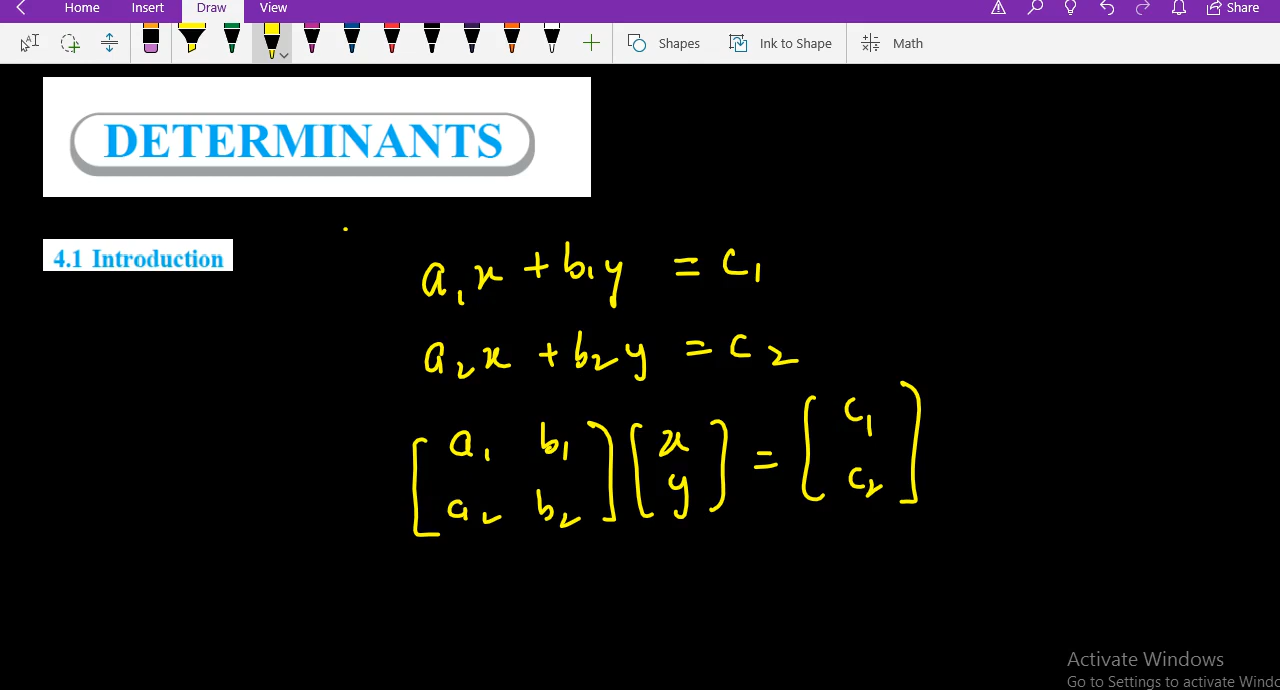 Home Insert Draw View Share
Shapes Ink to Shape Math
DETERMINANTS
4.1 Introduction
a₁x + b₁y = c₁
a₂x + b₂y = c₂
[a₁ b₁] [x] = [c₁]
[a₂ b₂] [y] [c₂]
Activate Windows
Go to Settings to activate Windo